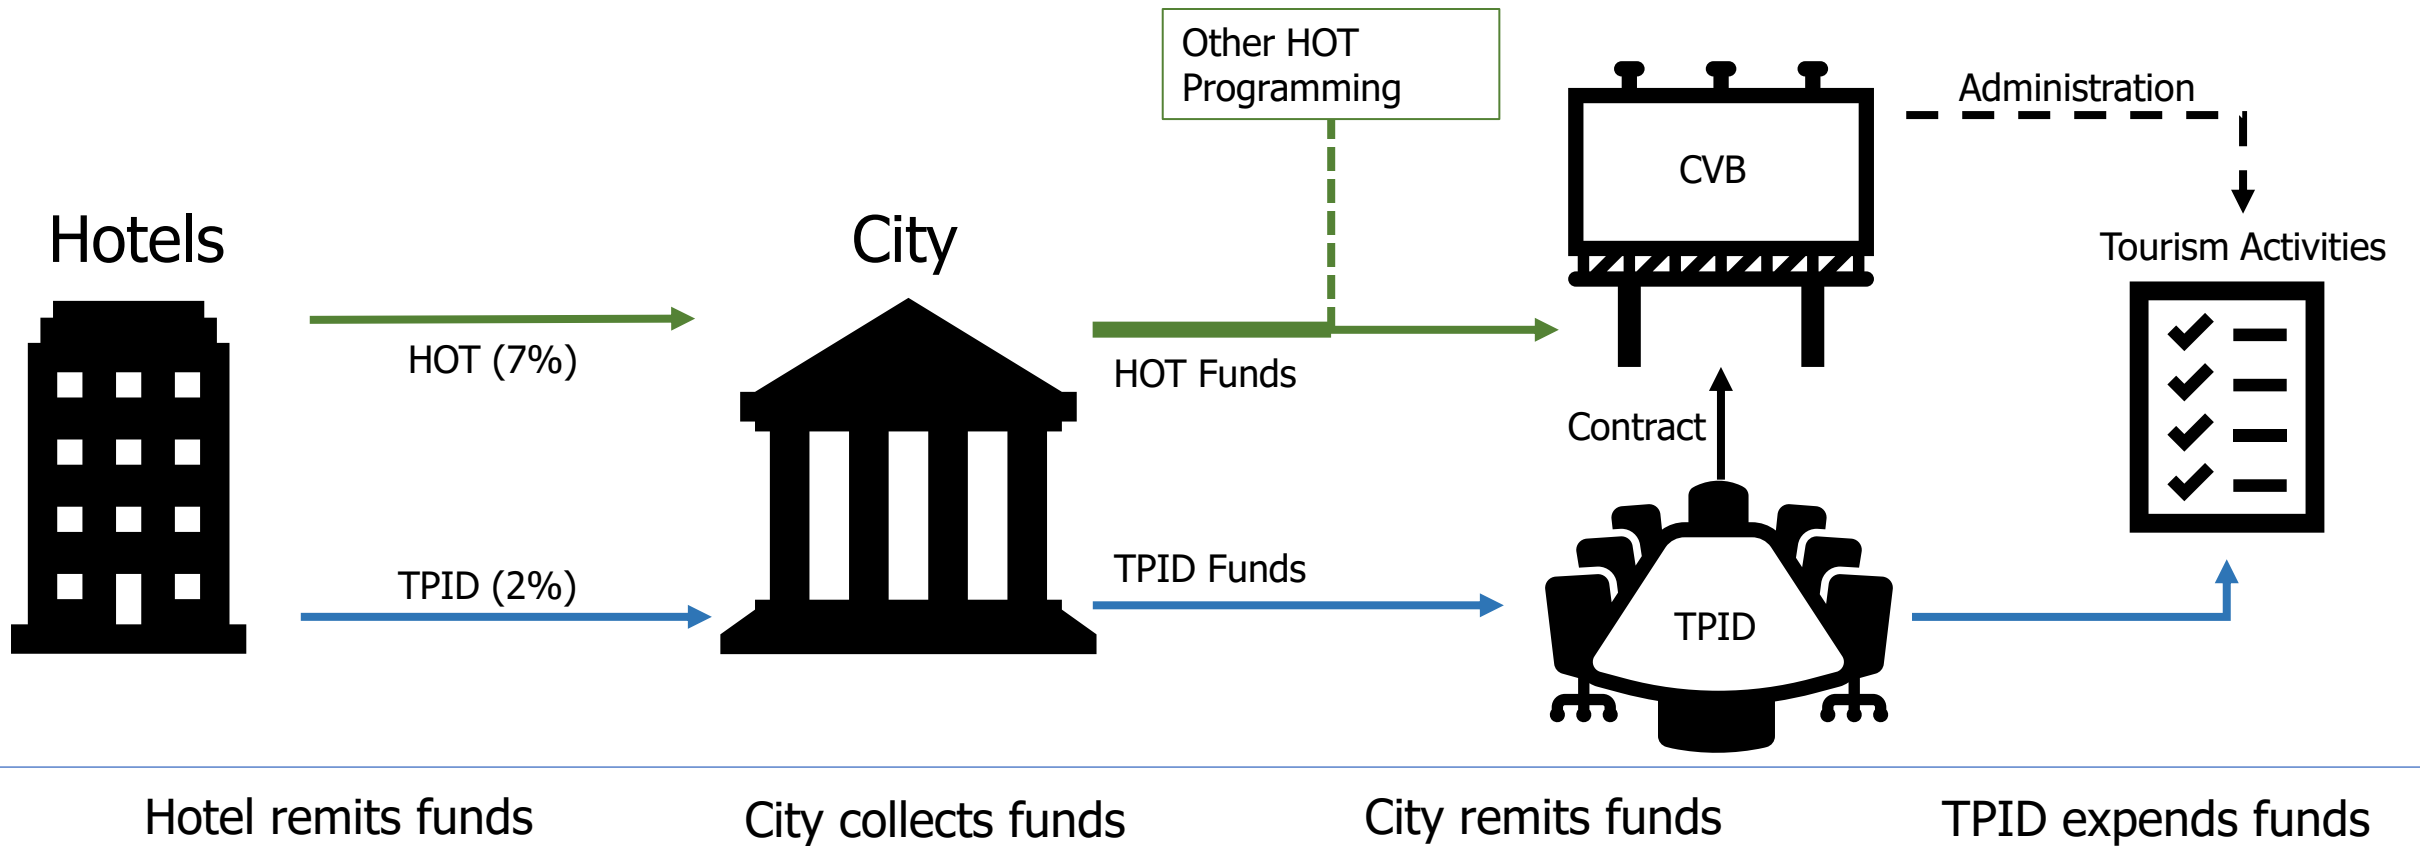 Other HOT
Programming
Administration
CVB
Hotels
City
Tourism Activities
HOT (7%)
HOT Funds
Contract
TPID (2%)
TPID Funds
TPID
Hotel remits funds
City collects funds
City remits funds
TPID expends funds